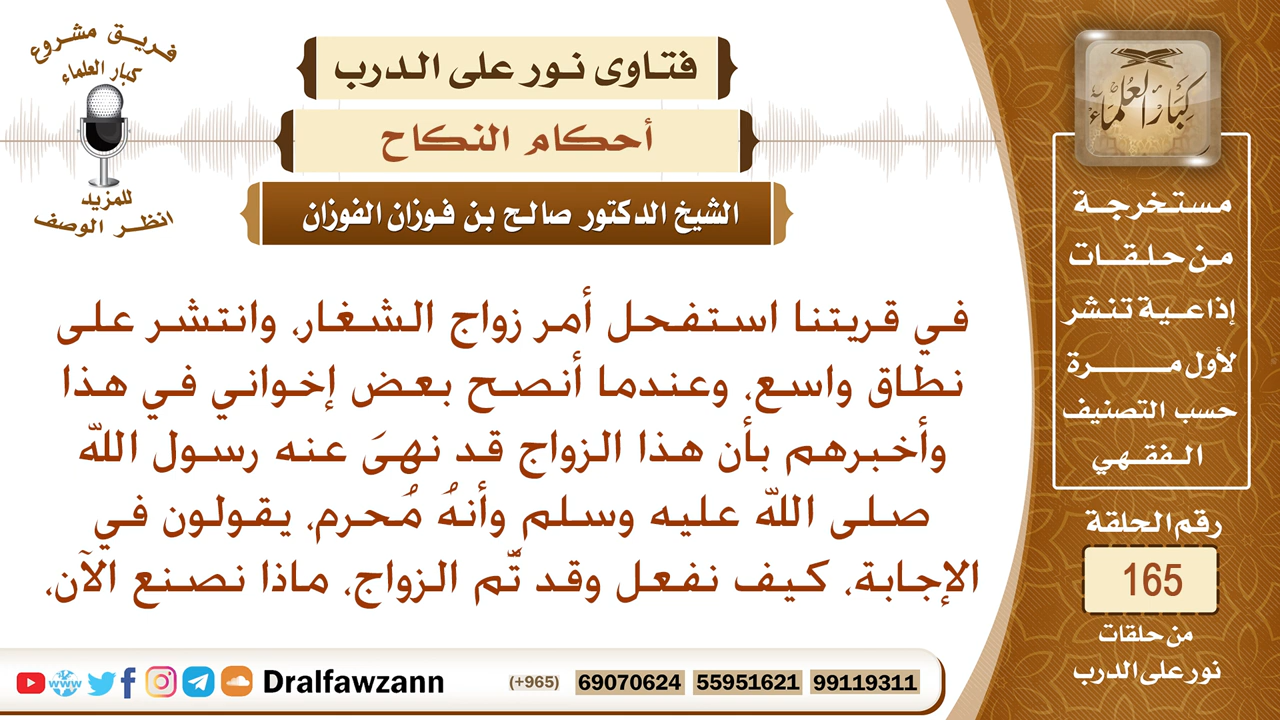 فريق مشروع
كبار العلماء
للمزيد
انظر الوصف
فتاوى نور على الدرب
أحكام النكاح
الشيخ الدكتور صالح بن فوزان الفوزان
في قريتنا استفحل أمر زواج الشغار، وانتشر على
نطاق واسع، وعندما أنصح بعض إخواني في هذا
وأخبرهم بأن هذا الزواج قد نهىَ عنه رسول الله
صلى الله عليه وسلم وأنهُ مُحرم، يقولون في
الإجابة، كيف نفعل وقد تُّم الزواج، ماذا نصنع الآن،
كبار العلماء
مستخرجة
من حلقات
إذاعية تنشر
لأول مرة
حسب التصنيف
الفقهي
رقم الحلقة
165
من حلقات
نور على الدرب
www Dralfawzann (+965) 69070624 55951621 99119311